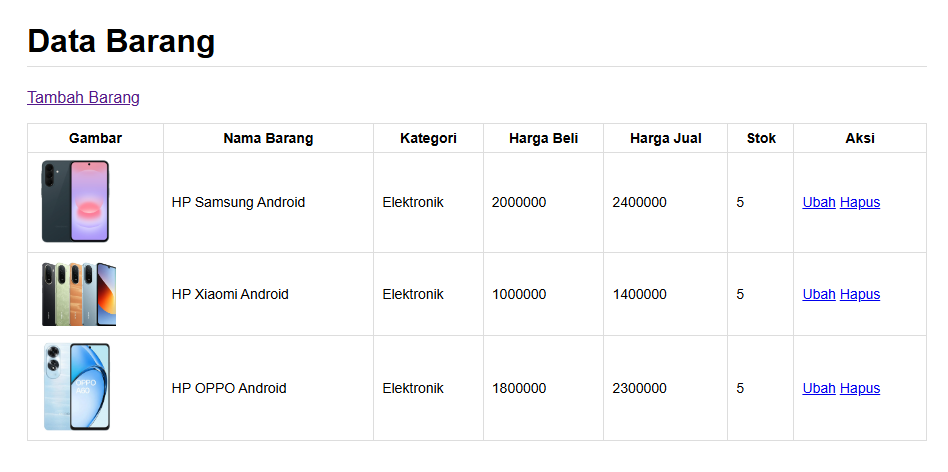 Data Barang
Tambah Barang
Gambar Nama Barang Kategori Harga Beli Harga Jual Stok Aksi
HP Samsung Android Elektronik 2000000 2400000 5 Ubah Hapus
HP Xiaomi Android Elektronik 1000000 1400000 5 Ubah Hapus
OPPO
HP OPPO Android Elektronik 1800000 2300000 5 Ubah Hapus